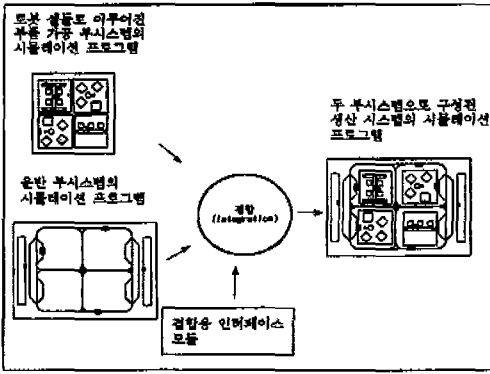 로봇 셀들로 이루어진
부품 가공 부시스템의
시뮬레이션 프로그램
두 부시스템으로 구성된
생산 시스템의 시뮬레이션
프로그램
운반 부시스템의
시뮬레이션 프로그램
결합
(Integration)
결합용 인터페이스
모듈